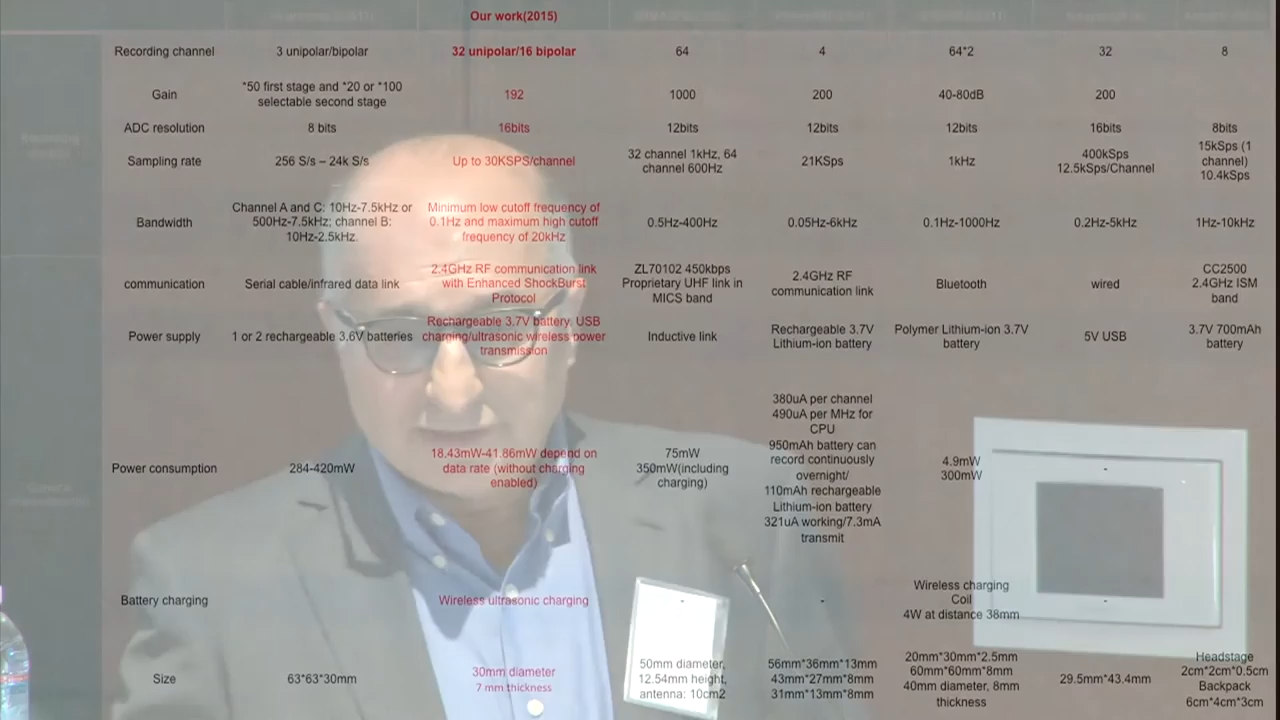 Our work(2015)
Recording channel
3 unipolar/bipolar
32 unipolar/16 bipolar
64
4
64*2
32
8
Gain
*50 first stage and *20 or *100
selectable second stage
192
1000
200
40-80dB
200
ADC resolution
8 bits
16bits
12bits
12bits
12bits
16bits
8bits
Sampling rate
256 S/s – 24k S/s
Up to 30KSPS/channel
32 channel 1kHz, 64
channel 600Hz
21KSps
1kHz
400kSps
12.5kSps/Channel
15kSps (1
channel)
10.4kSps
Bandwidth
Channel A and C: 10Hz-7.5kHz or
500Hz-7.5kHz; channel B:
10Hz-2.5kHz.
Minimum low cutoff frequency of
0.1Hz and maximum high cutoff
frequency of 20kHz
0.5Hz-400Hz
0.05Hz-6kHz
0.1Hz-1000Hz
0.2Hz-5kHz
1Hz-10kHz
communication
Serial cable/infrared data link
2.4GHz RF communication link
with Enhanced ShockBurst
Protocol
ZL70102 450kbps
Proprietary UHF link in
MICS band
2.4GHz RF
communication link
Bluetooth
wired
CC2500
2.4GHz ISM
band
Power supply
1 or 2 rechargeable 3.6V batteries
Rechargeable 3.7V battery, USB
charging/ultrasonic wireless power
transmission
Inductive link
Rechargeable 3.7V
Lithium-ion battery
Polymer Lithium-ion 3.7V
battery
5V USB
3.7V 700mAh
battery
Power consumption
284-420mW
18.43mW-41.86mW depend on
data rate (without charging
enabled)
75mW
350mW(including
charging)
380uA per channel
490uA per MHz for
CPU
950mAh battery can
record continuously
overnight/
110mAh rechargeable
Lithium-ion battery
321uA working/7.3mA
transmit
4.9mW
300mW
-
Battery charging
Wireless ultrasonic charging
-
-
Wireless charging
Coil
4W at distance 38mm
-
Size
63*63*30mm
30mm diameter
7 mm thickness
50mm diameter,
12.54mm height,
antenna: 10cm2
56mm*36mm*13mm
43mm*27mm*8mm
31mm*13mm*8mm
20mm*30mm*2.5mm
60mm*60mm*8mm
40mm diameter, 8mm
thickness
29.5mm*43.4mm
Headstage
2cm*2cm*0.5cm
Backpack
6cm*4cm*3cm